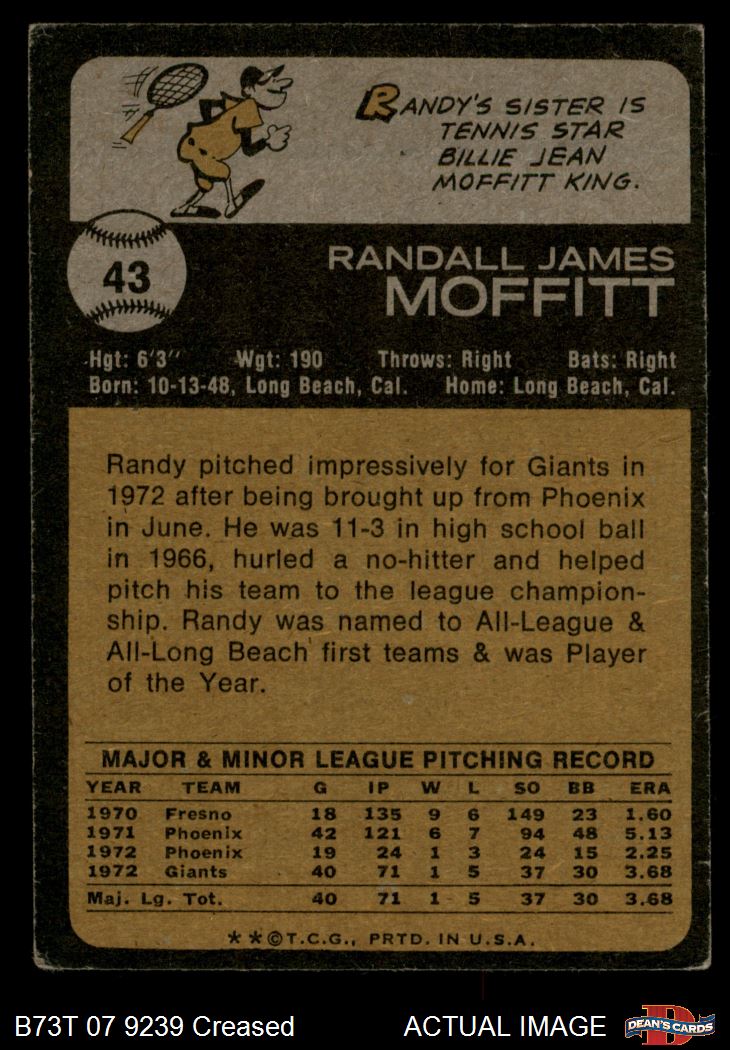 RANDY'S SISTER IS
TENNIS STAR
BILLIE JEAN
MOFFITT KING.
43
RANDALL JAMES
MOFFITT
Hgt: 6'3" Wgt: 190 Throws: Right Bats: Right
Born: 10-13-48, Long Beach, Cal. Home: Long Beach, Cal.
Randy pitched impressively for Giants in
1972 after being brought up from Phoenix
in June. He was 11-3 in high school ball
in 1966, hurled a no-hitter and helped
pitch his team to the league champion-
ship. Randy was named to All-League &
All-Long Beach first teams & was Player
of the Year.
MAJOR & MINOR LEAGUE PITCHING RECORD
YEAR TEAM G IP W L SO BB ERA
1970 Fresno 18 135 9 6 149 23 1.60
1971 Phoenix 42 121 6 7 94 48 5.13
1972 Phoenix 19 24 1 3 24 15 2.25
1972 Giants 40 71 1 5 37 30 3.68
Maj. Lg. Tot. 40 71 1 5 37 30 3.68
**©T.C.G., PRTD. IN U.S.A.
B73T 07 9239 Creased ACTUAL IMAGE
D
DEAN'S CARDS